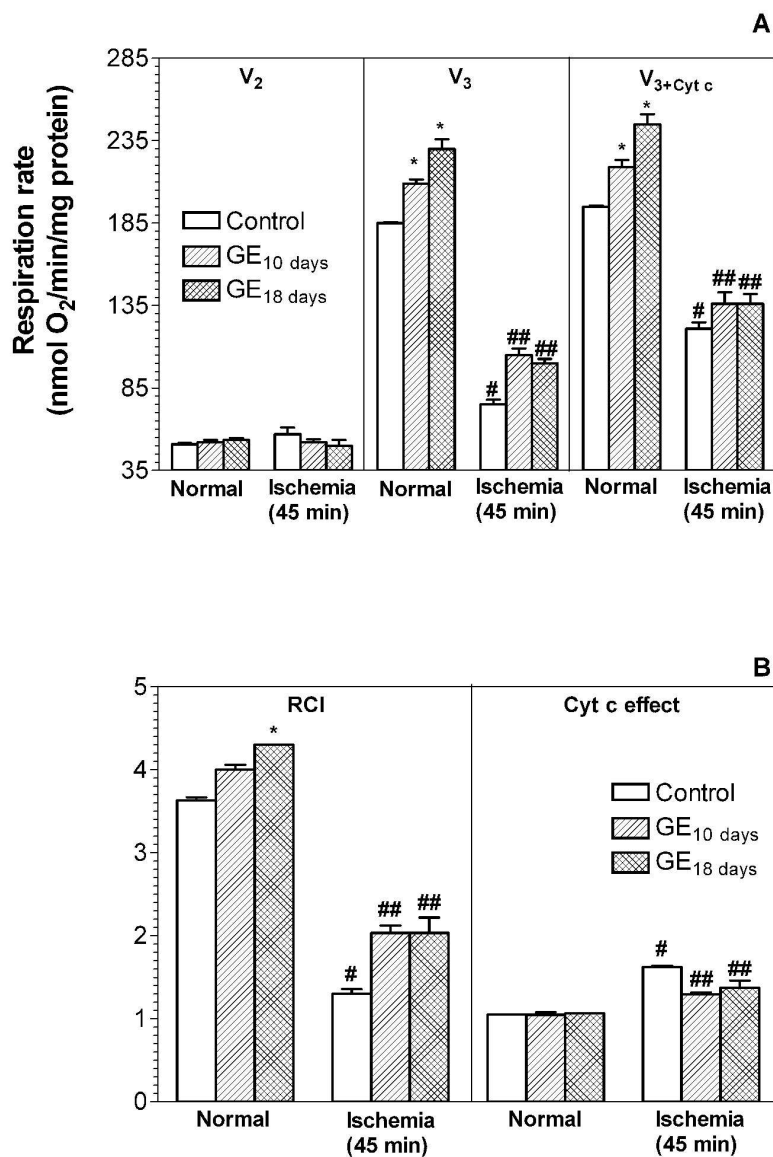 A
Respiration rate
(nmol O2/min/mg protein)
285
235
185
135
85
35
V2
V3
V3+Cyt c
Control
GE10 days
GE18 days
*
*
*
*
#
##
##
#
##
##
Normal
Ischemia
(45 min)
Normal
Ischemia
(45 min)
Normal
Ischemia
(45 min)
B
5
4
3
2
1
0
RCI
Cyt c effect
*
Control
GE10 days
GE18 days
#
##
##
#
##
##
Normal
Ischemia
(45 min)
Normal
Ischemia
(45 min)